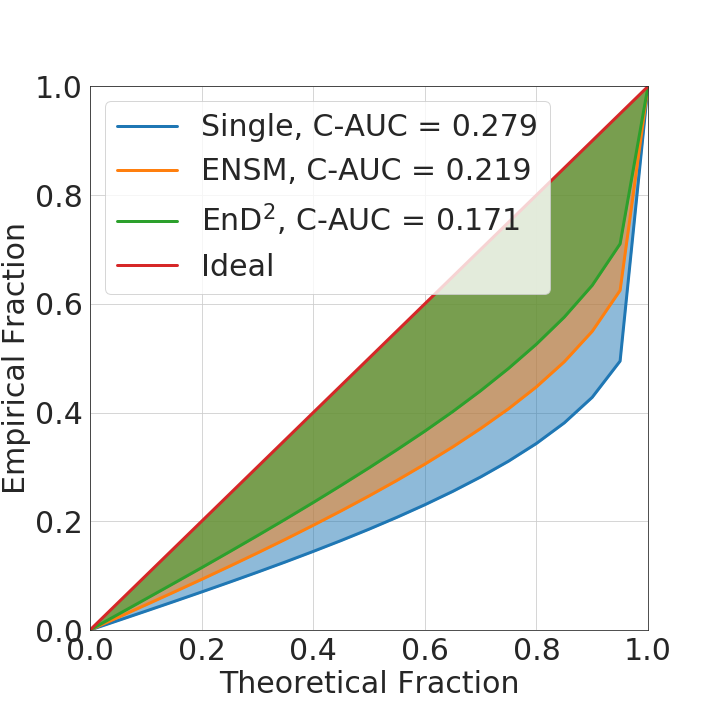 Single, C-AUC = 0.279
ENSM, C-AUC = 0.219
EnD², C-AUC = 0.171
Ideal
1.0
0.8
0.6
0.4
0.2
0.0
Empirical Fraction
0.0 0.2 0.4 0.6 0.8 1.0
Theoretical Fraction